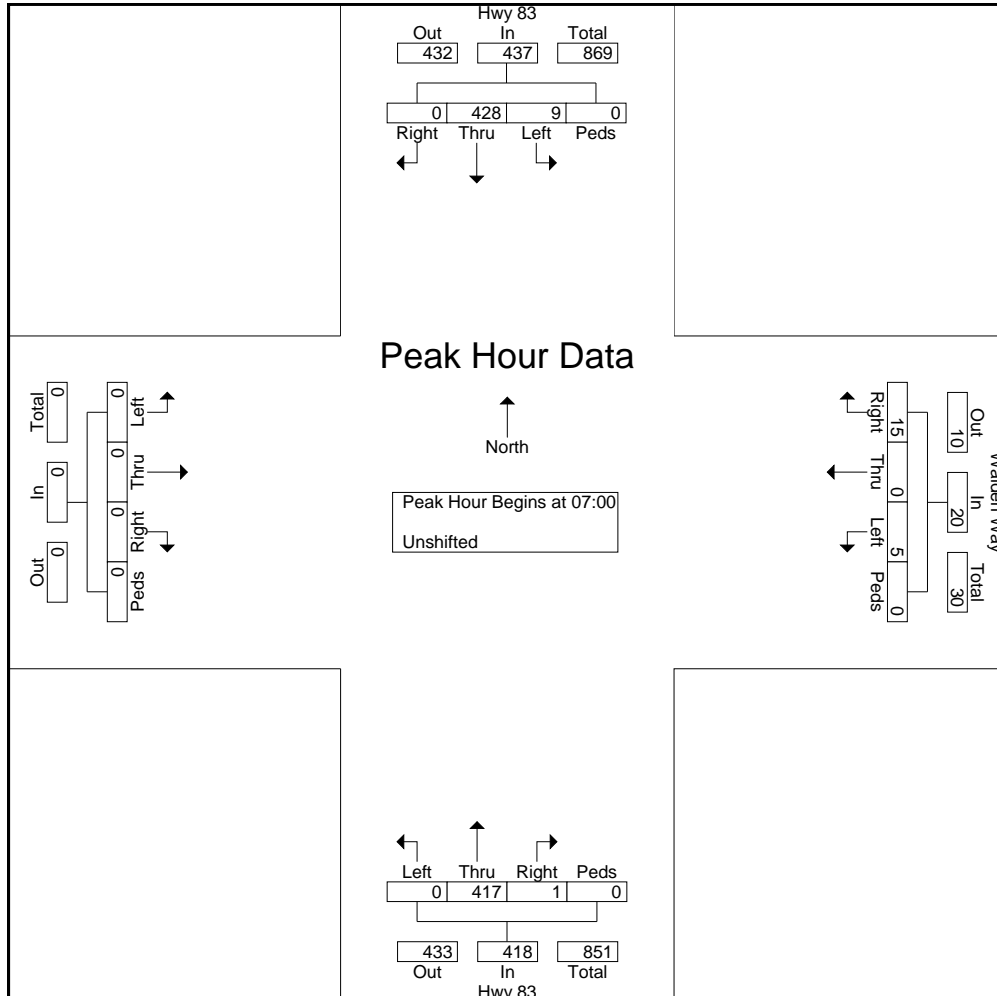 Hwy 83
Out In Total
432 437 869
0 428 9 0
Right Thru Left Peds
Peak Hour Data
North
Peak Hour Begins at 07:00
Unshifted
Total In Out
0 0 0
0 0 0 0
Left Thru Right Peds
Walden Way
Out In Total
10 20 30
15 0 5 0
Right Thru Left Peds
Left Thru Right Peds
0 417 1 0
433 418 851
Out In Total
Hwy 83